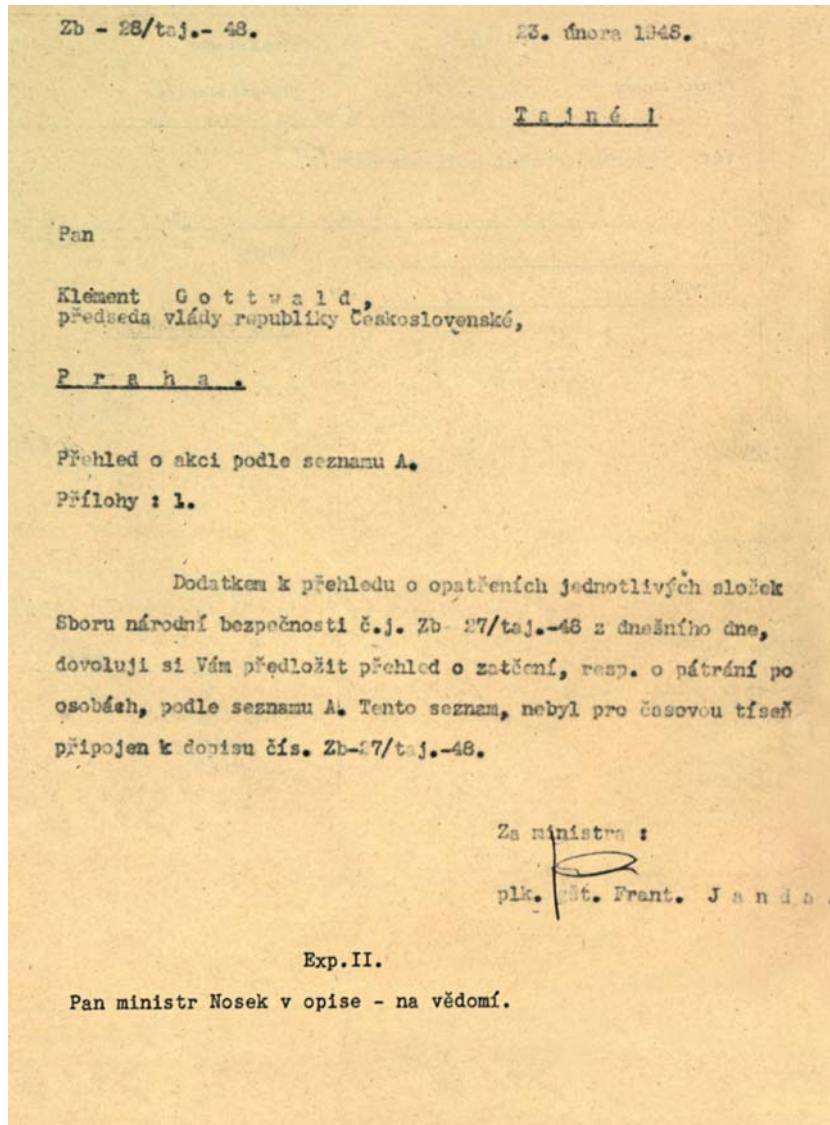 Zb - 28/taj.- 48.
23. února 1948.
Tajné !
Pan
Klement Gottwald,
předseda vlády republiky Československé,
Praha.
Přehled o akci podle seznamu A.
Přílohy : 1.
Dodatkem k přehledu o opatřeních jednotlivých složek
Sboru národní bezpečnosti č.j. Zb- 27/taj.-48 z dnešního dne,
dovoluji si Vám předložit přehled o zatčení, resp. o pátrání po
osobách, podle seznamu A. Tento seznam, nebyl pro časovou tíseň
připojen k dopisu čís. Zb-27/taj.-48.
Za ministra :
plk. gšt. Frant. Janda.
Exp.II.
Pan ministr Nosek v opise - na vědomí.